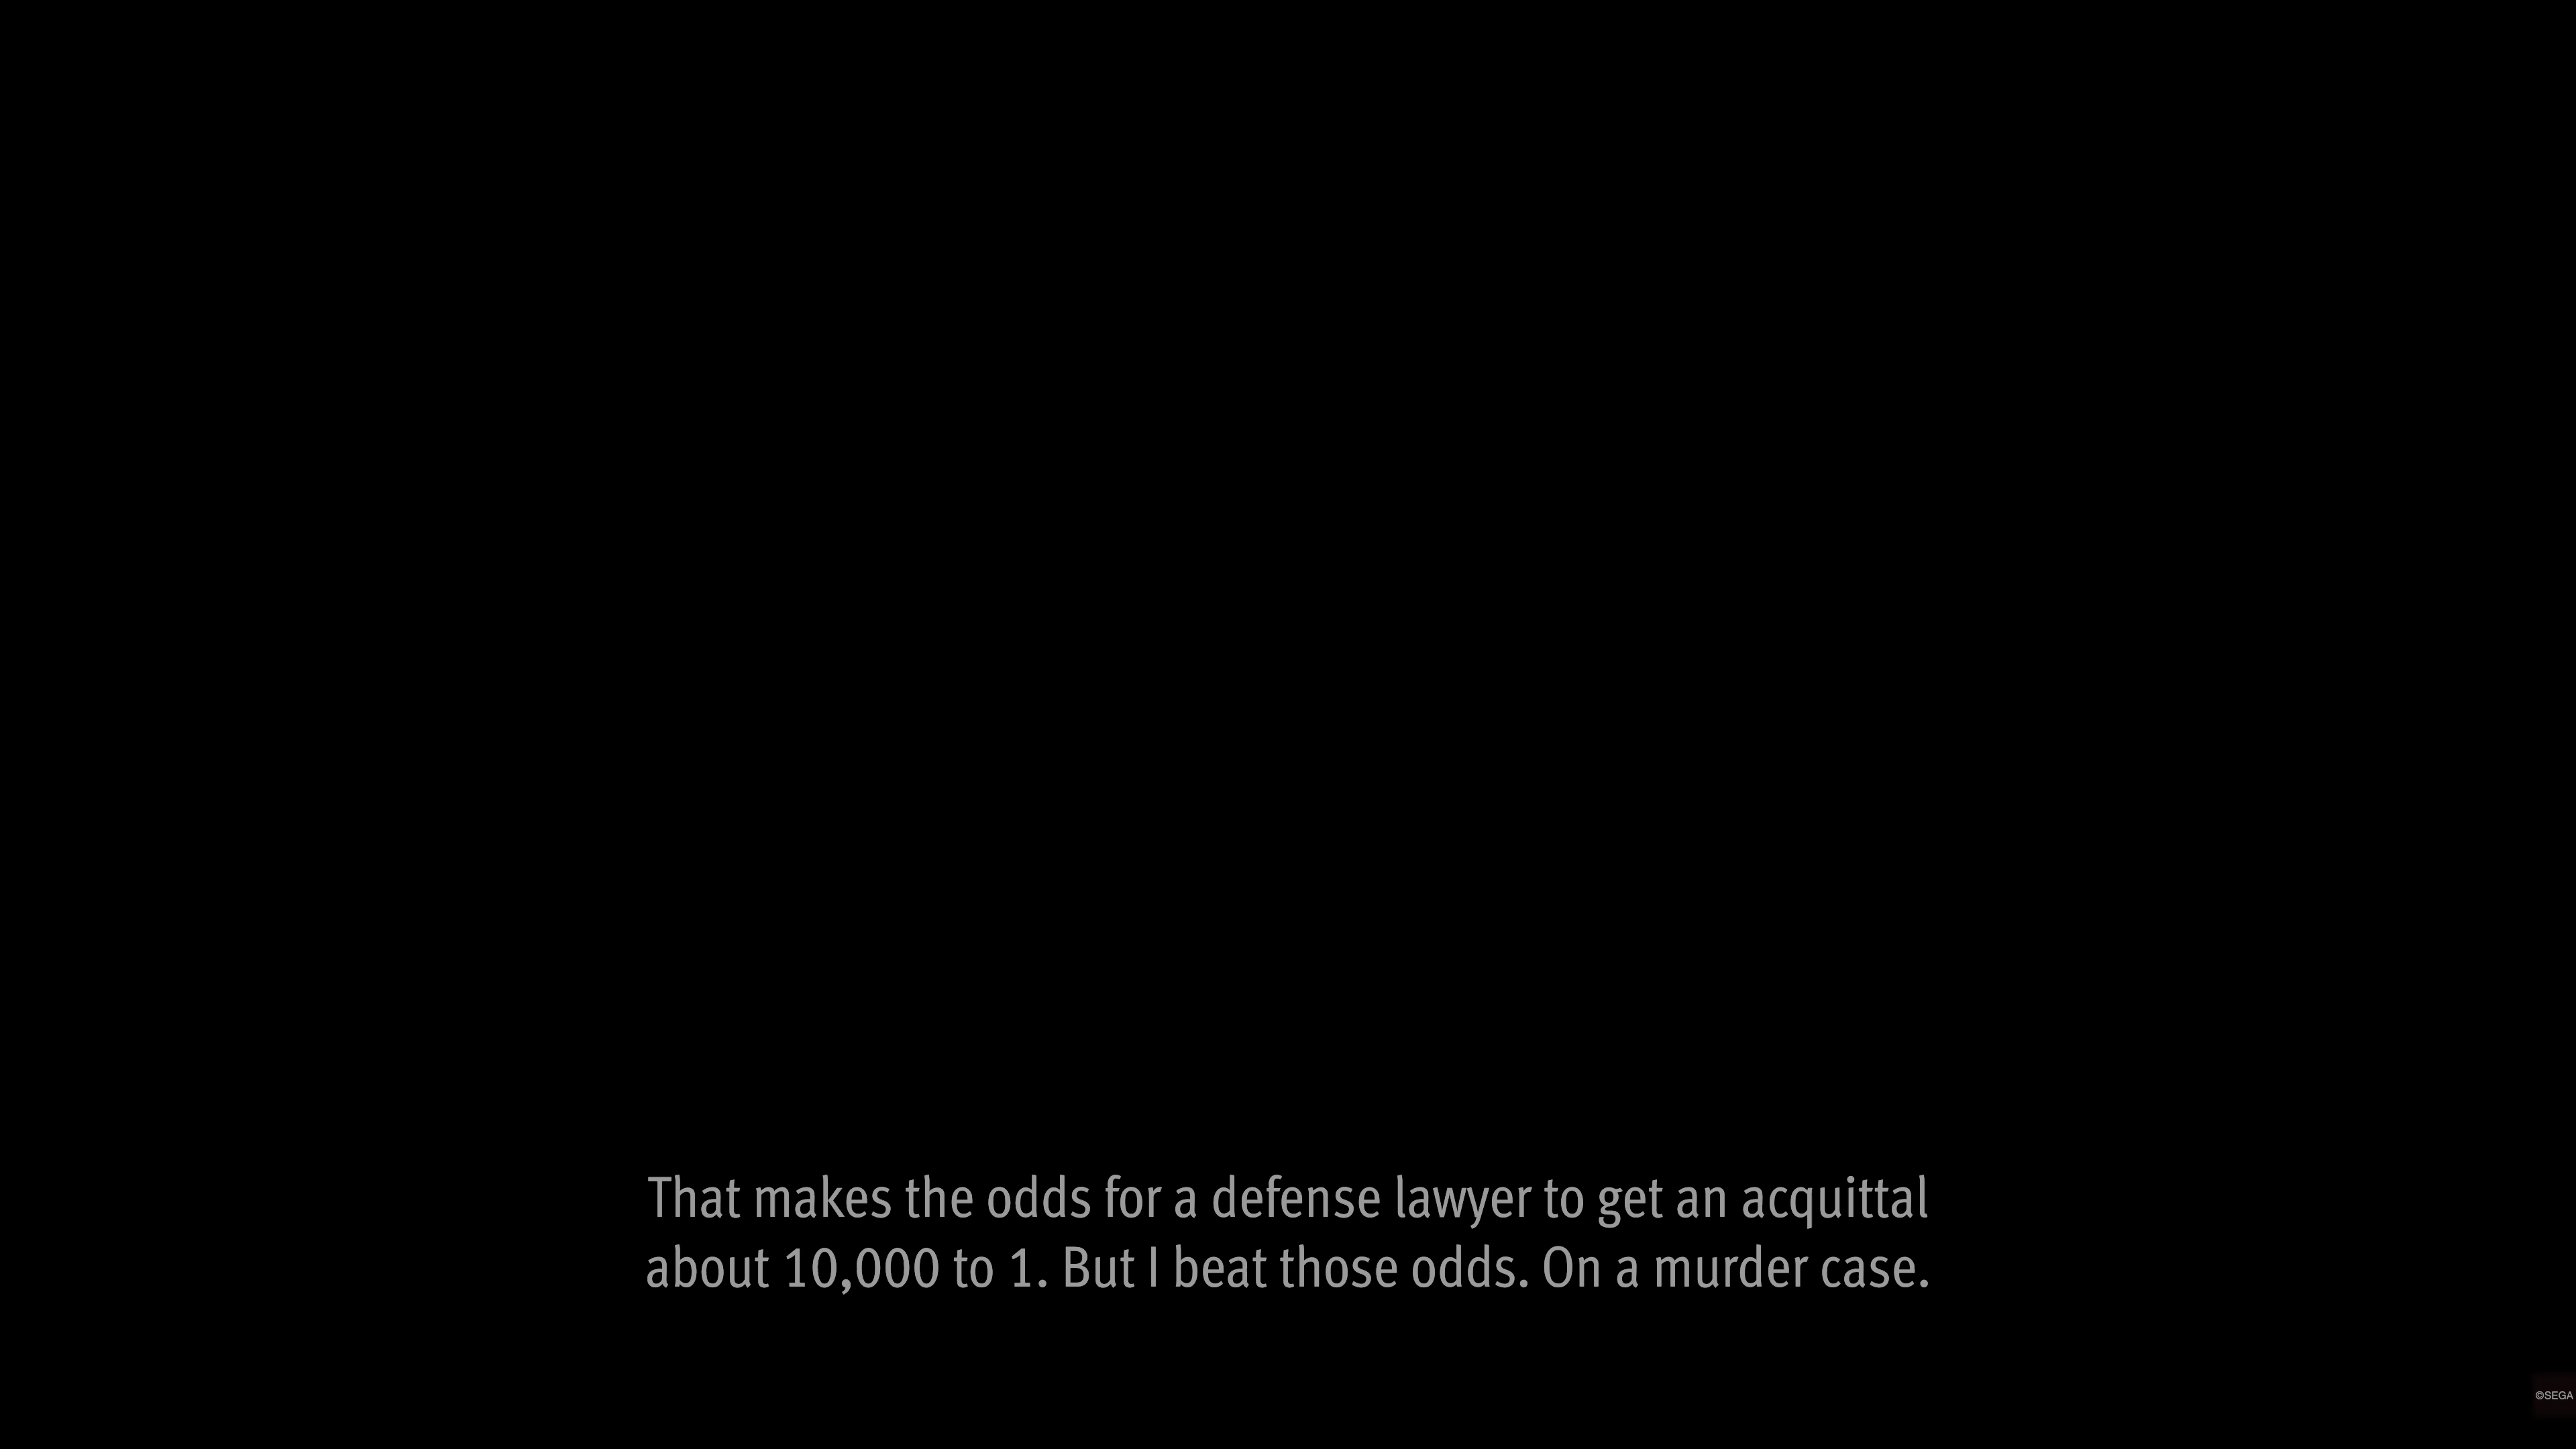 That makes the odds for a defense lawyer to get an acquittal
about 10,000 to 1. But I beat those odds. On a murder case.
©SEGA